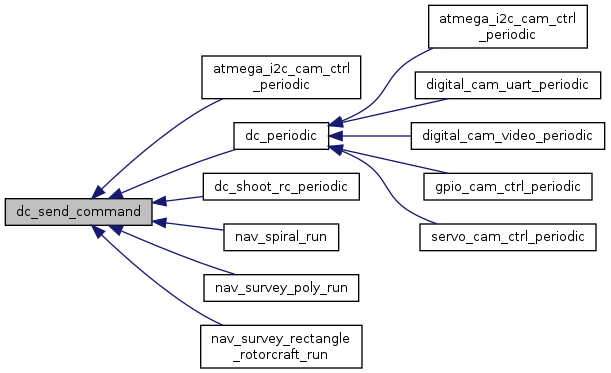 dc_send_command
atmega_i2c_cam_ctrl
_periodic
dc_periodic
dc_shoot_rc_periodic
nav_spiral_run
nav_survey_poly_run
nav_survey_rectangle
_rotorcraft_run
atmega_i2c_cam_ctrl
_periodic
digital_cam_uart_periodic
digital_cam_video_periodic
gpio_cam_ctrl_periodic
servo_cam_ctrl_periodic